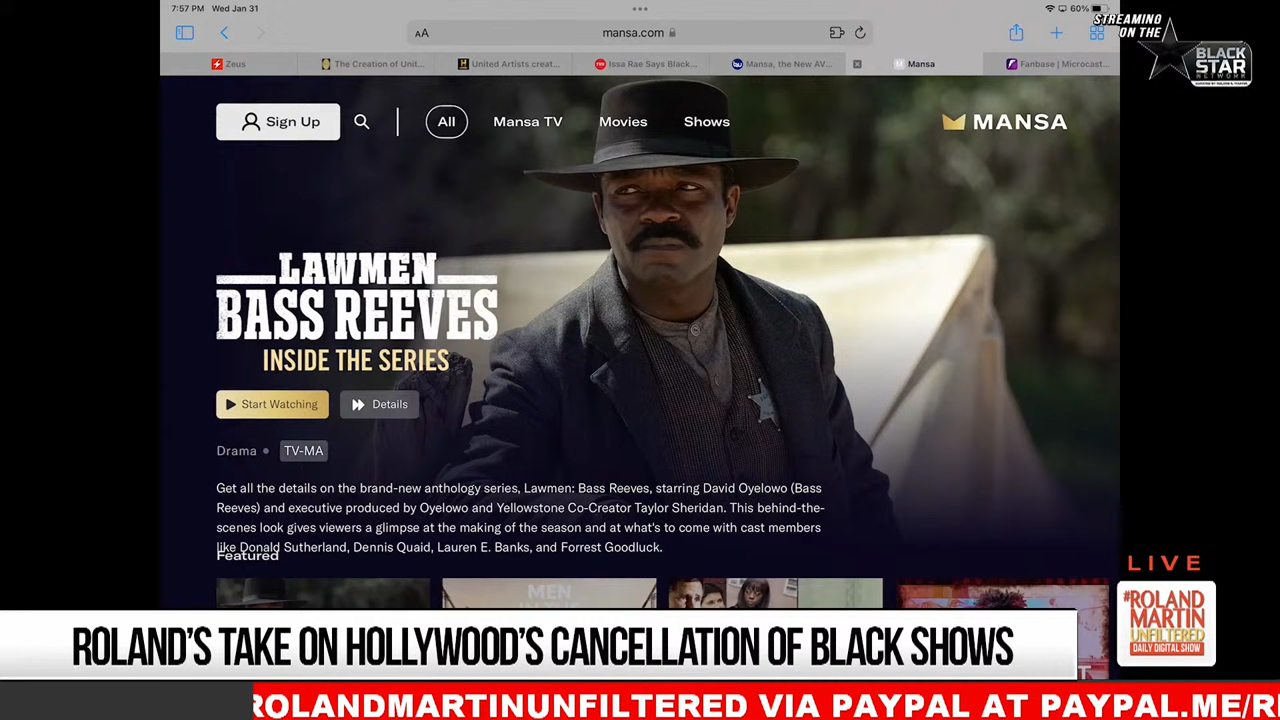 7:57 PM Wed Jan 31
60%
AA
mansa.com
STREAMING
ON THE
BLACK
STAR
NETWORK
Zeus
The Creation of Unit...
United Artists creat...
Issa Rae Says Black...
Mansa, the New AV...
Mansa
Fanbase | Microcast...
Sign Up
All
Mansa TV
Movies
Shows
MANSA
LAWMEN
BASS REEVES
INSIDE THE SERIES
Start Watching
Details
Drama •
TV-MA
Get all the details on the brand-new anthology series, Lawmen: Bass Reeves, starring David Oyelowo (Bass
Reeves) and executive produced by Oyelowo and Yellowstone Co-Creator Taylor Sheridan. This behind-the-
scenes look gives viewers a glimpse at the making of the season and at what's to come with cast members
like Donald Sutherland, Dennis Quaid, Lauren E. Banks, and Forrest Goodluck.
Featured
MEN
IN THE
LIVE
#ROLAND
MARTIN
UNFILTERED
DAILY DIGITAL SHOW
ROLAND'S TAKE ON HOLLYWOOD'S CANCELLATION OF BLACK SHOWS
ROLANDMARTINUNFILTERED VIA PAYPAL AT PAYPAL.ME/R